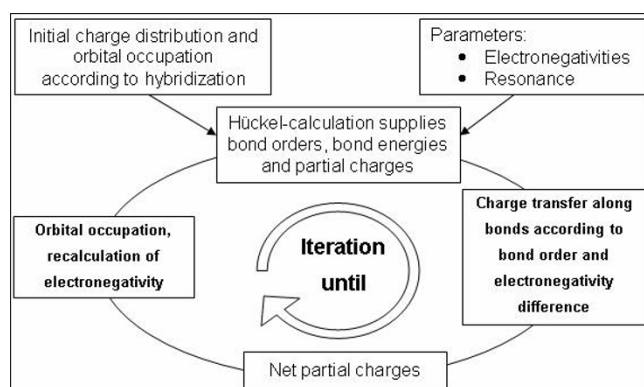 Initial charge distribution and
orbital occupation
according to hybridization
Parameters:
• Electronegativities
• Resonance
Hückel-calculation supplies
bond orders, bond energies
and partial charges
Orbital occupation,
recalculation of
electronegativity
Iteration
until
Charge transfer along
bonds according to
bond order and
electronegativity
difference
Net partial charges